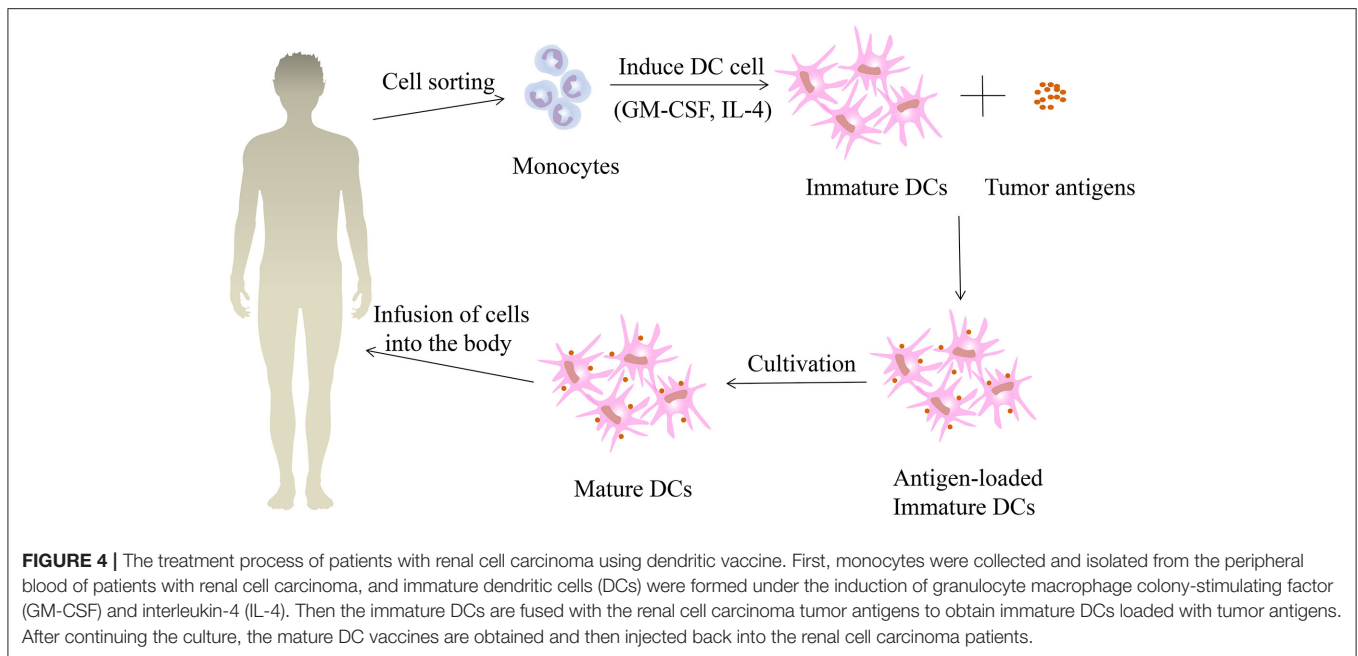 Cell sorting
Monocytes
Induce DC cell
(GM-CSF, IL-4)
Immature DCs
Tumor antigens
Infusion of cells
into the body
Mature DCs
Cultivation
Antigen-loaded
Immature DCs
FIGURE 4 | The treatment process of patients with renal cell carcinoma using dendritic vaccine. First, monocytes were collected and isolated from the peripheral
blood of patients with renal cell carcinoma, and immature dendritic cells (DCs) were formed under the induction of granulocyte macrophage colony-stimulating factor
(GM-CSF) and interleukin-4 (IL-4). Then the immature DCs are fused with the renal cell carcinoma tumor antigens to obtain immature DCs loaded with tumor antigens.
After continuing the culture, the mature DC vaccines are obtained and then injected back into the renal cell carcinoma patients.